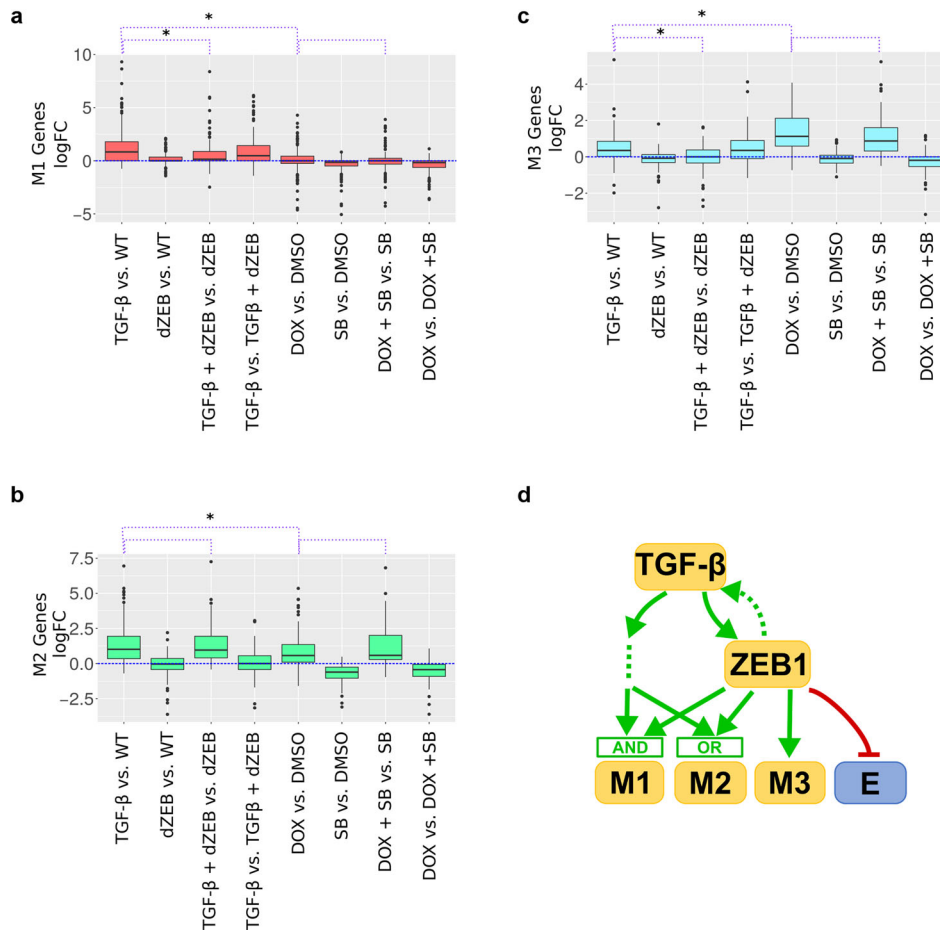 a
*
*
M1 Genes
logFC
10
5
0
−5
TGF-β vs. WT
dZEB vs. WT
TGF-β + dZEB vs. dZEB
TGF-β vs. TGFβ + dZEB
DOX vs. DMSO
SB vs. DMSO
DOX + SB vs. SB
DOX vs. DOX +SB
c
*
*
M3 Genes
logFC
4
2
0
−2
TGF-β vs. WT
dZEB vs. WT
TGF-β + dZEB vs. dZEB
TGF-β vs. TGFβ + dZEB
DOX vs. DMSO
SB vs. DMSO
DOX + SB vs. SB
DOX vs. DOX +SB
b
*
M2 Genes
logFC
7.5
5.0
2.5
0.0
−2.5
TGF-β vs. WT
dZEB vs. WT
TGF-β + dZEB vs. dZEB
TGF-β vs. TGFβ + dZEB
DOX vs. DMSO
SB vs. DMSO
DOX + SB vs. SB
DOX vs. DOX +SB
d
TGF-β
ZEB1
AND OR
M1 M2 M3 E